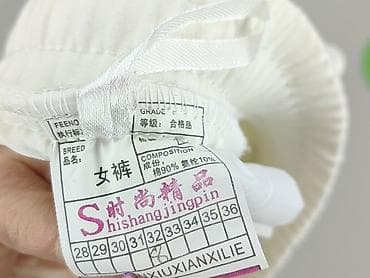 FEENO
GRADE
执行标
等级：合格品
BREED
品名：
女裤
COMPOSITION
成份：
棉90% 氨纶10%
时尚精品
Shishangjingpin
28 29 30 31 32 33 34 35 36
XIUXIANXILIE